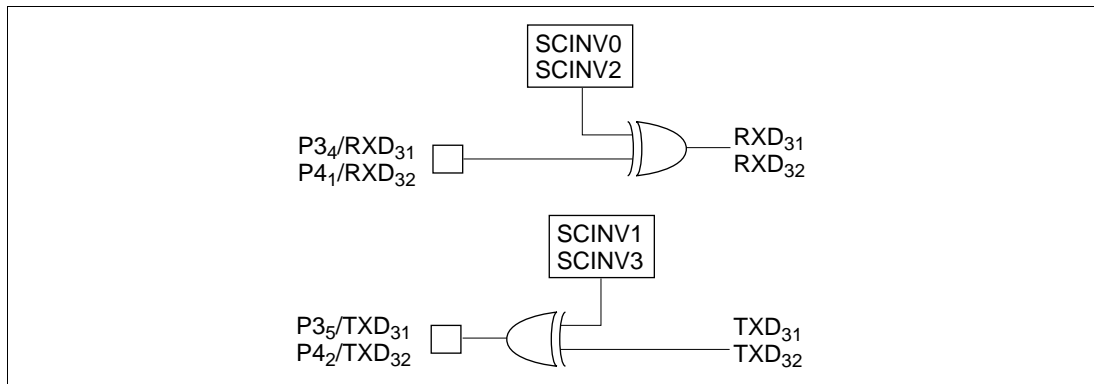 SCINV0
SCINV2
P3₄/RXD₃₁
P4₁/RXD₃₂
RXD₃₁
RXD₃₂
SCINV1
SCINV3
P3₅/TXD₃₁
P4₂/TXD₃₂
TXD₃₁
TXD₃₂